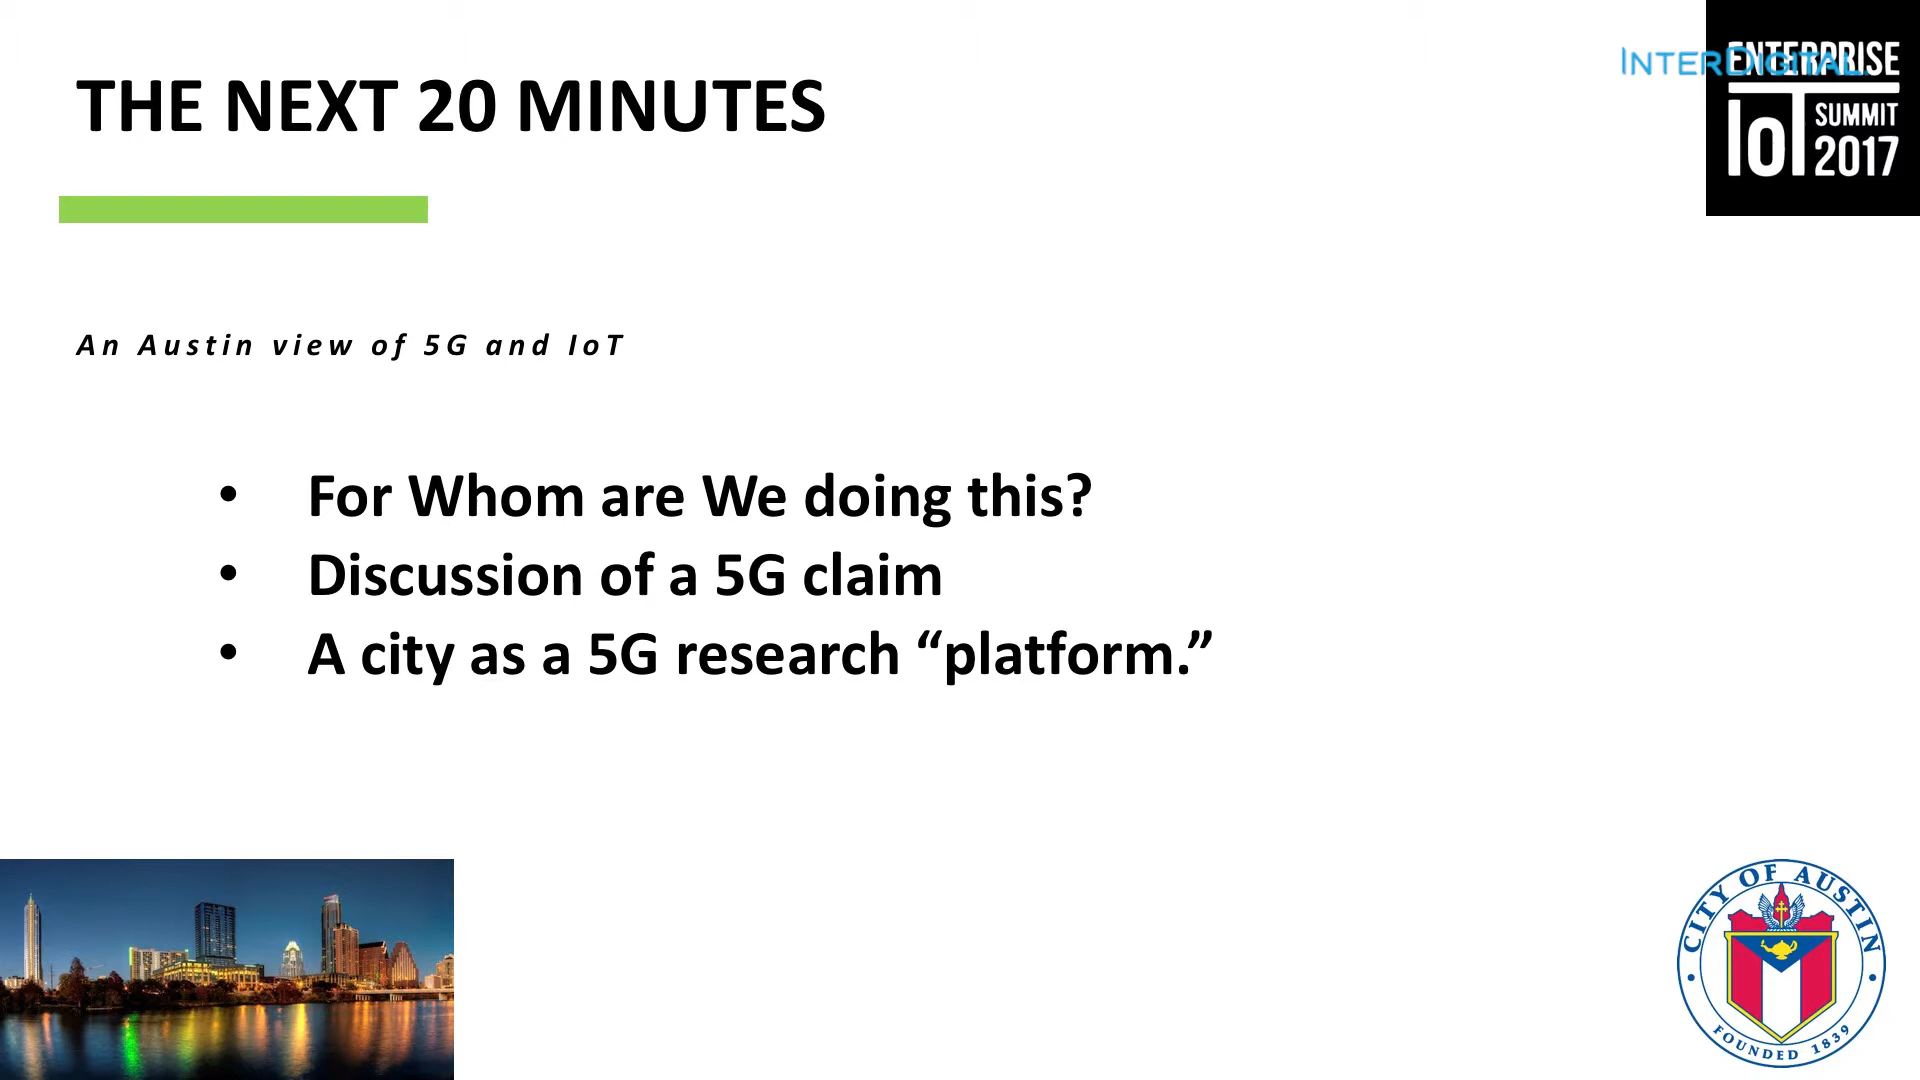 THE NEXT 20 MINUTES
INTERDIGITAL
ENTERPRISE
IoT SUMMIT
2017
An Austin view of 5G and IoT
• For Whom are We doing this?
• Discussion of a 5G claim
• A city as a 5G research “platform.”
CITY OF AUSTIN
FOUNDED 1839